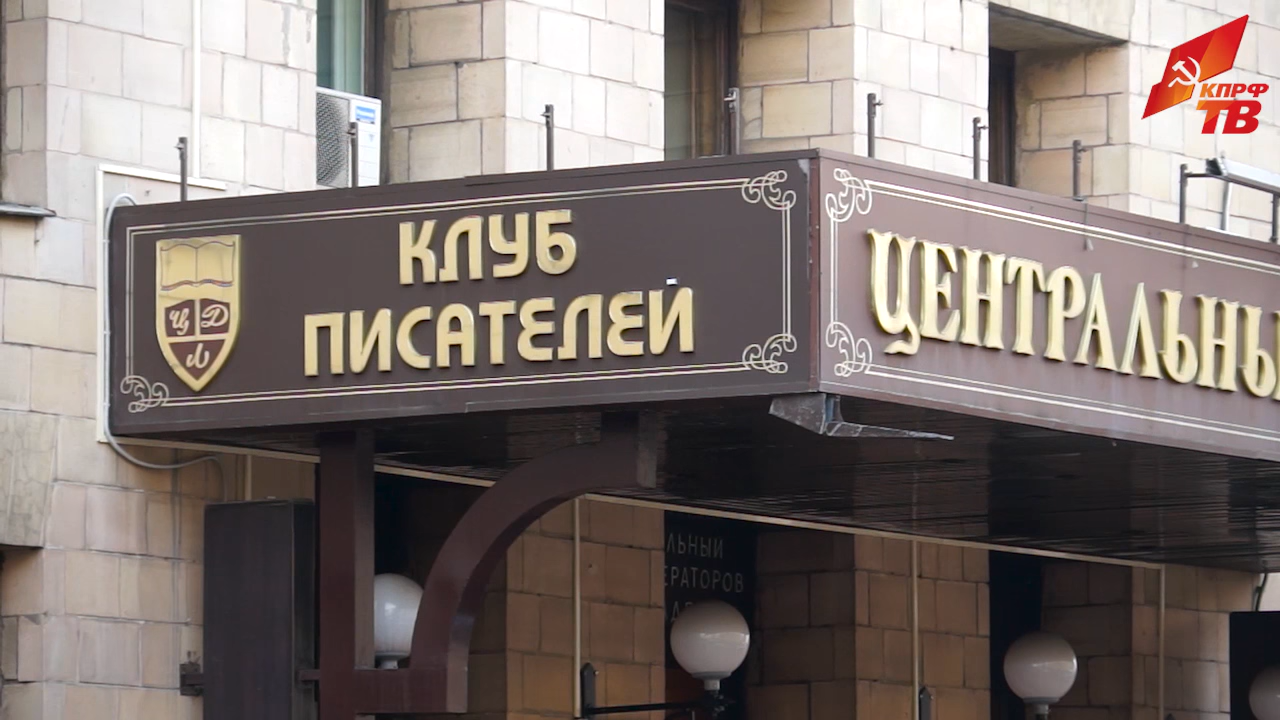 КПРФ
ТВ
КЛУБ
ПИСАТЕЛЕЙ
ЦДЛ
ЦЕНТРАЛЬНЫ
ЛЬНЫЙ
ЕРАТОРОВ